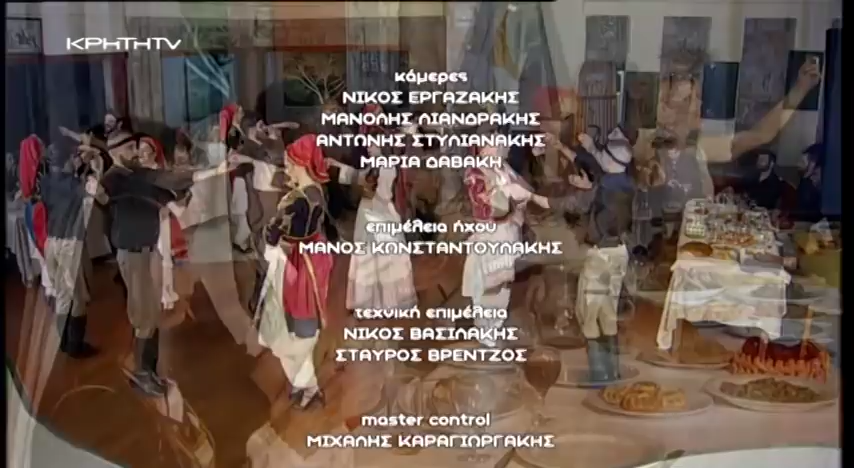 ΚΡΗΤΗTV
κάμερες
ΝΙΚΟΣ ΕΡΓΑΖΑΚΗΣ
ΜΑΝΟΛΗΣ ΛΙΑΝΔΡΑΚΗΣ
ΑΝΤΩΝΗΣ ΣΤΥΛΙΑΝΑΚΗΣ
ΜΑΡΙΑ ΔΑΒΑΚΗ
επιμέλεια ήχου
ΜΑΝΟΣ ΚΩΝΣΤΑΝΤΟΥΛΑΚΗΣ
τεχνική επιμέλεια
ΝΙΚΟΣ ΒΑΣΙΛΑΚΗΣ
ΣΤΑΥΡΟΣ ΒΡΕΝΤΖΟΣ
master control
ΜΙΧΑΛΗΣ ΚΑΡΑΓΙΩΡΓΑΚΗΣ